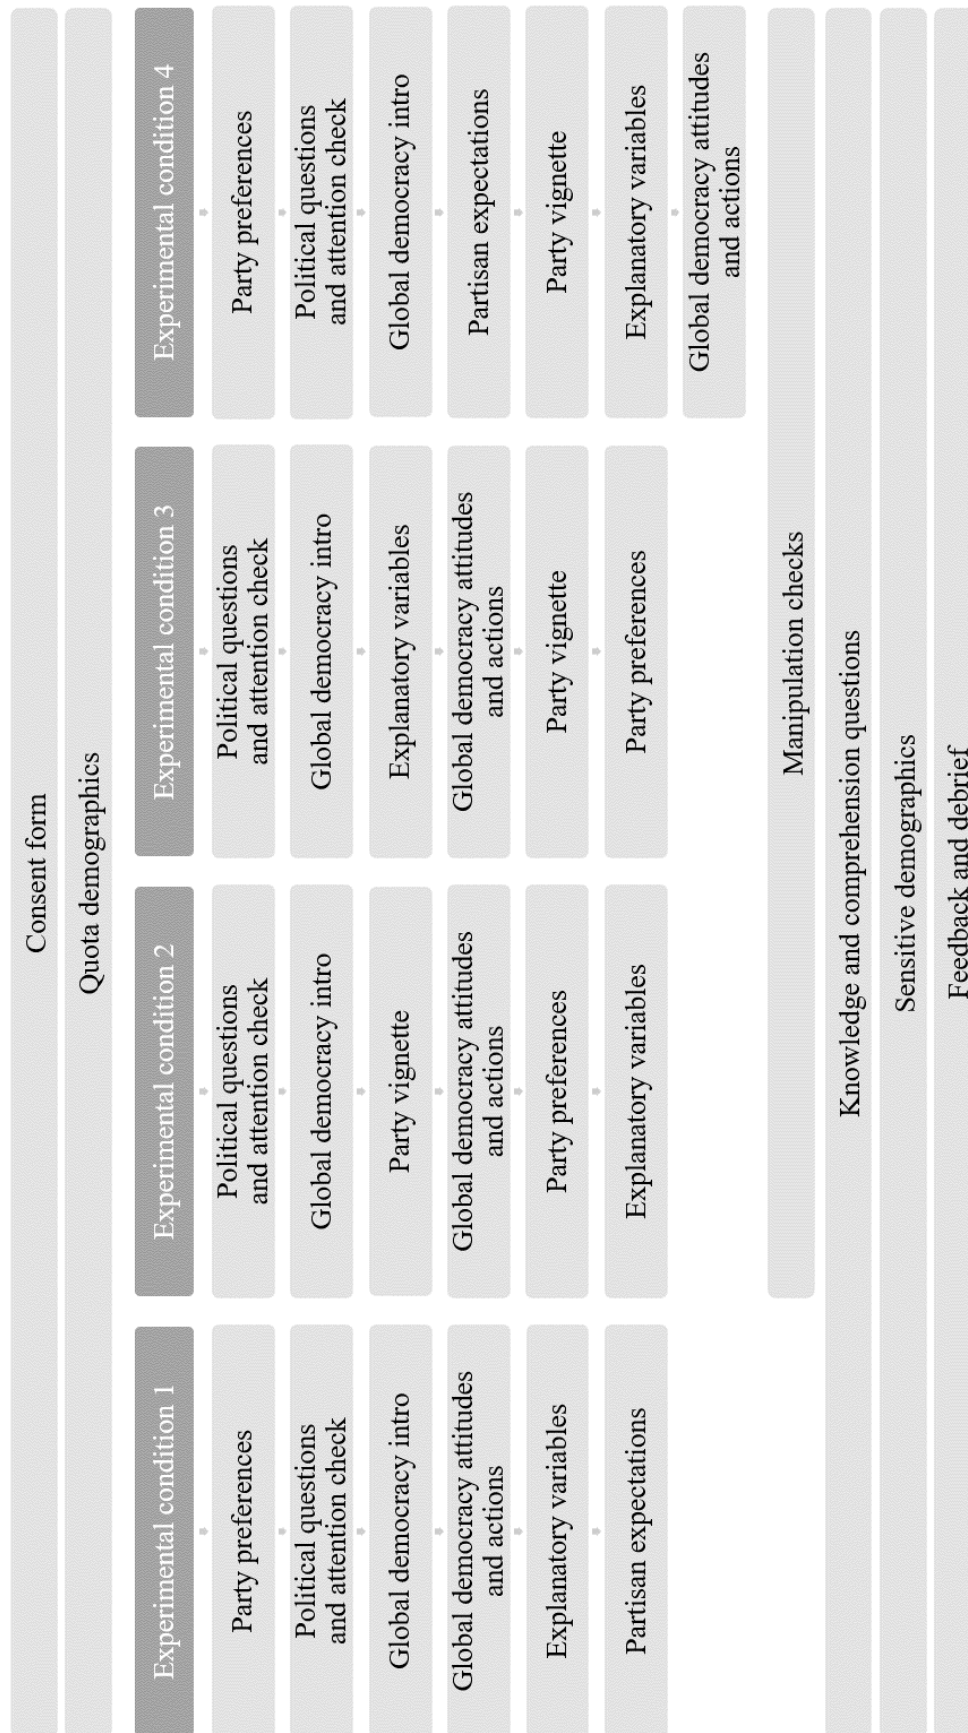 Consent form
Quota demographics
Experimental condition 1
Party preferences
Political questions
and attention check
Global democracy intro
Global democracy attitudes
and actions
Explanatory variables
Partisan expectations
Experimental condition 2
Political questions
and attention check
Global democracy intro
Party vignette
Global democracy attitudes
and actions
Party preferences
Explanatory variables
Experimental condition 3
Political questions
and attention check
Global democracy intro
Explanatory variables
Global democracy attitudes
and actions
Party vignette
Party preferences
Experimental condition 4
Party preferences
Political questions
and attention check
Global democracy intro
Partisan expectations
Party vignette
Explanatory variables
Global democracy attitudes
and actions
Manipulation checks
Knowledge and comprehension questions
Sensitive demographics
Feedback and debrief